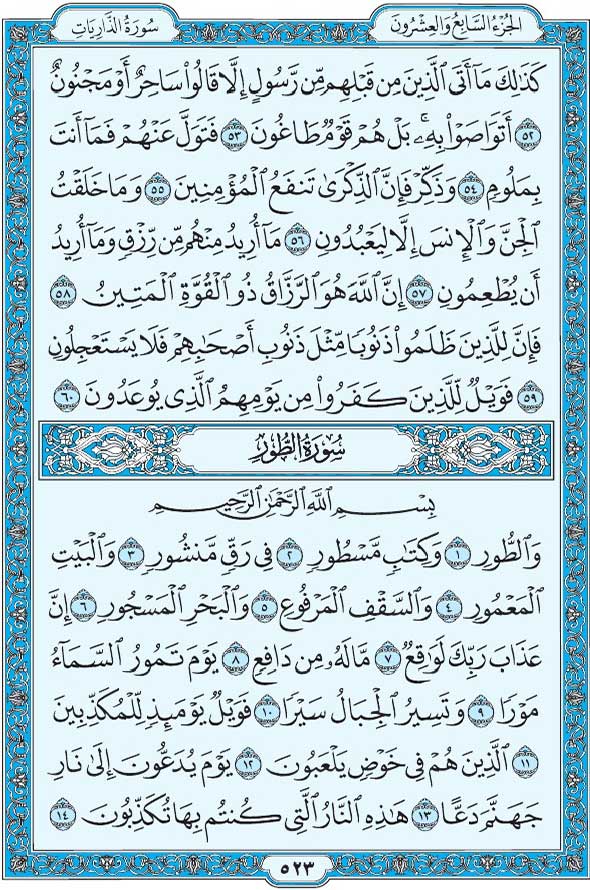 الجزء السابع والعشرون
سورة الذاريات
كَذَٰلِكَ مَآ أَتَى ٱلَّذِينَ مِن قَبْلِهِم مِّن رَّسُولٍ إِلَّا قَالُوا۟ سَاحِرٌ أَوْ مَجْنُونٌ
٥٢ أَتَوَاصَوْا۟ بِهِۦ ۚ بَلْ هُمْ قَوْمٌ طَاغُونَ ٥٣ فَتَوَلَّ عَنْهُمْ فَمَآ أَنتَ
بِمَلُومٍ ٥٤ وَذَكِّرْ فَإِنَّ ٱلذِّكْرَىٰ تَنفَعُ ٱلْمُؤْمِنِينَ ٥٥ وَمَا خَلَقْتُ
ٱلْجِنَّ وَٱلْإِنسَ إِلَّا لِيَعْبُدُونِ ٥٦ مَآ أُرِيدُ مِنْهُم مِّن رِّزْقٍ وَمَآ أُرِيدُ
أَن يُطْعِمُونِ ٥٧ إِنَّ ٱللَّهَ هُوَ ٱلرَّزَّاقُ ذُو ٱلْقُوَّةِ ٱلْمَتِينُ ٥٨
فَإِنَّ لِلَّذِينَ ظَلَمُوا۟ ذَنُوبًا مِّثْلَ ذَنُوبِ أَصْحَٰبِهِمْ فَلَا يَسْتَعْجِلُونِ
٥٩ فَوَيْلٌ لِّلَّذِينَ كَفَرُوا۟ مِن يَوْمِهِمُ ٱلَّذِى يُوعَدُونَ ٦٠
سُورَةُ الطُّورِ
بِسْمِ ٱللَّهِ ٱلرَّحْمَٰنِ ٱلرَّحِيمِ
وَٱلطُّورِ ١ وَكِتَٰبٍ مَّسْطُورٍ ٢ فِى رَقٍّ مَّنشُورٍ ٣ وَٱلْبَيْتِ
ٱلْمَعْمُورِ ٤ وَٱلسَّقْفِ ٱلْمَرْفُوعِ ٥ وَٱلْبَحْرِ ٱلْمَسْجُورِ ٦ إِنَّ
عَذَابَ رَبِّكَ لَوَٰقِعٌ ٧ مَّا لَهُۥ مِن دَافِعٍ ٨ يَوْمَ تَمُورُ ٱلسَّمَآءُ
مَوْرًا ٩ وَتَسِيرُ ٱلْجِبَالُ سَيْرًا ١٠ فَوَيْلٌ يَوْمَئِذٍ لِّلْمُكَذِّبِينَ
١١ ٱلَّذِينَ هُمْ فِى خَوْضٍ يَلْعَبُونَ ١٢ يَوْمَ يُدَعُّونَ إِلَىٰ نَارِ
جَهَنَّمَ دَعًّا ١٣ هَٰذِهِ ٱلنَّارُ ٱلَّتِى كُنتُم بِهَا تُكَذِّبُونَ ١٤
٥٢٣